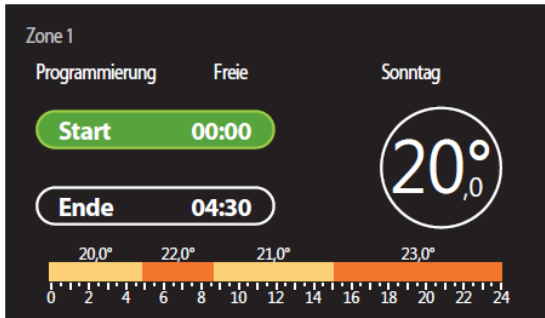 Zone 1
Programmierung Freie Sonntag
Start 00:00
20,0°
Ende 04:30
20,0° 22,0° 21,0° 23,0°
0 2 4 6 8 10 12 14 16 18 20 22 24